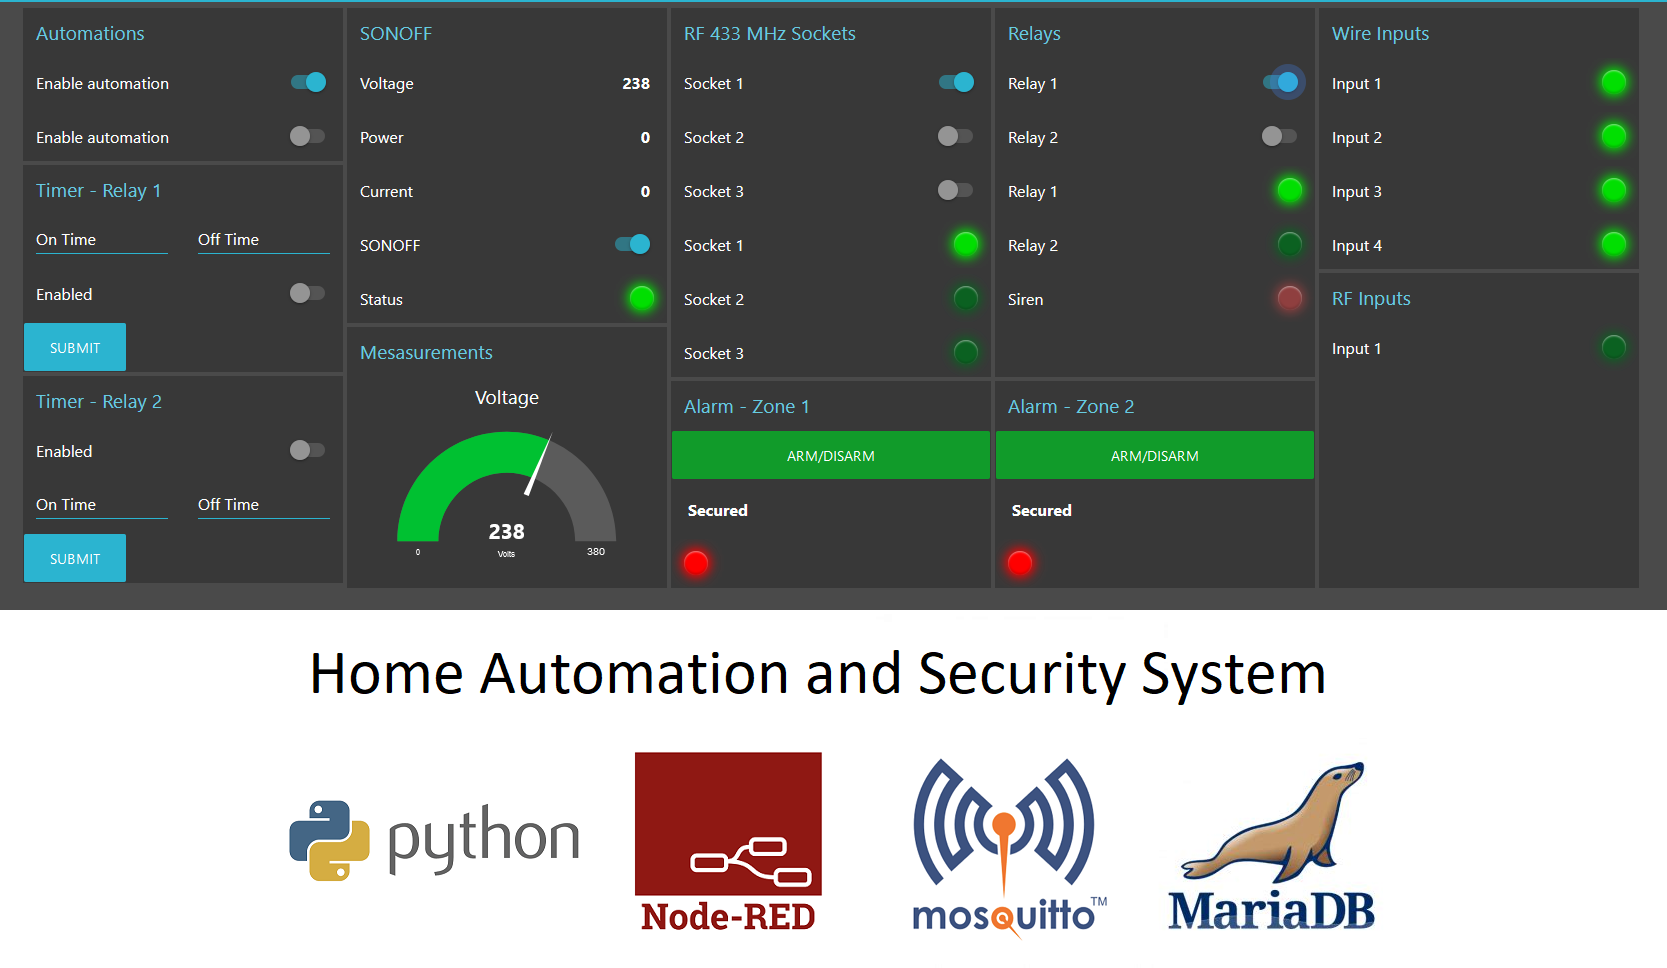 Automations
Enable automation
Enable automation
Timer - Relay 1
On Time Off Time
Enabled
SUBMIT
Timer - Relay 2
Enabled
On Time Off Time
SUBMIT
SONOFF
Voltage 238
Power 0
Current 0
SONOFF
Status
Mesasurements
Voltage
238
0 Volts 380
RF 433 MHz Sockets
Socket 1
Socket 2
Socket 3
Socket 1
Socket 2
Socket 3
Alarm - Zone 1
ARM/DISARM
Secured
Relays
Relay 1
Relay 2
Relay 1
Relay 2
Siren
Alarm - Zone 2
ARM/DISARM
Secured
Wire Inputs
Input 1
Input 2
Input 3
Input 4
RF Inputs
Input 1
Home Automation and Security System
python
Node-RED
mosquitto™
MariaDB